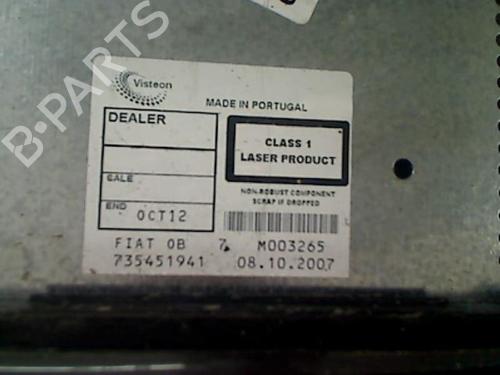 Visteon
MADE IN PORTUGAL
DEALER
CLASS 1
LASER PRODUCT
SALE
NON-ROBUST COMPONENT
SCRAP IF DROPPED
END
OCT12
FIAT OB 7 M003265
735451941 08.10.2007
B-PARTS